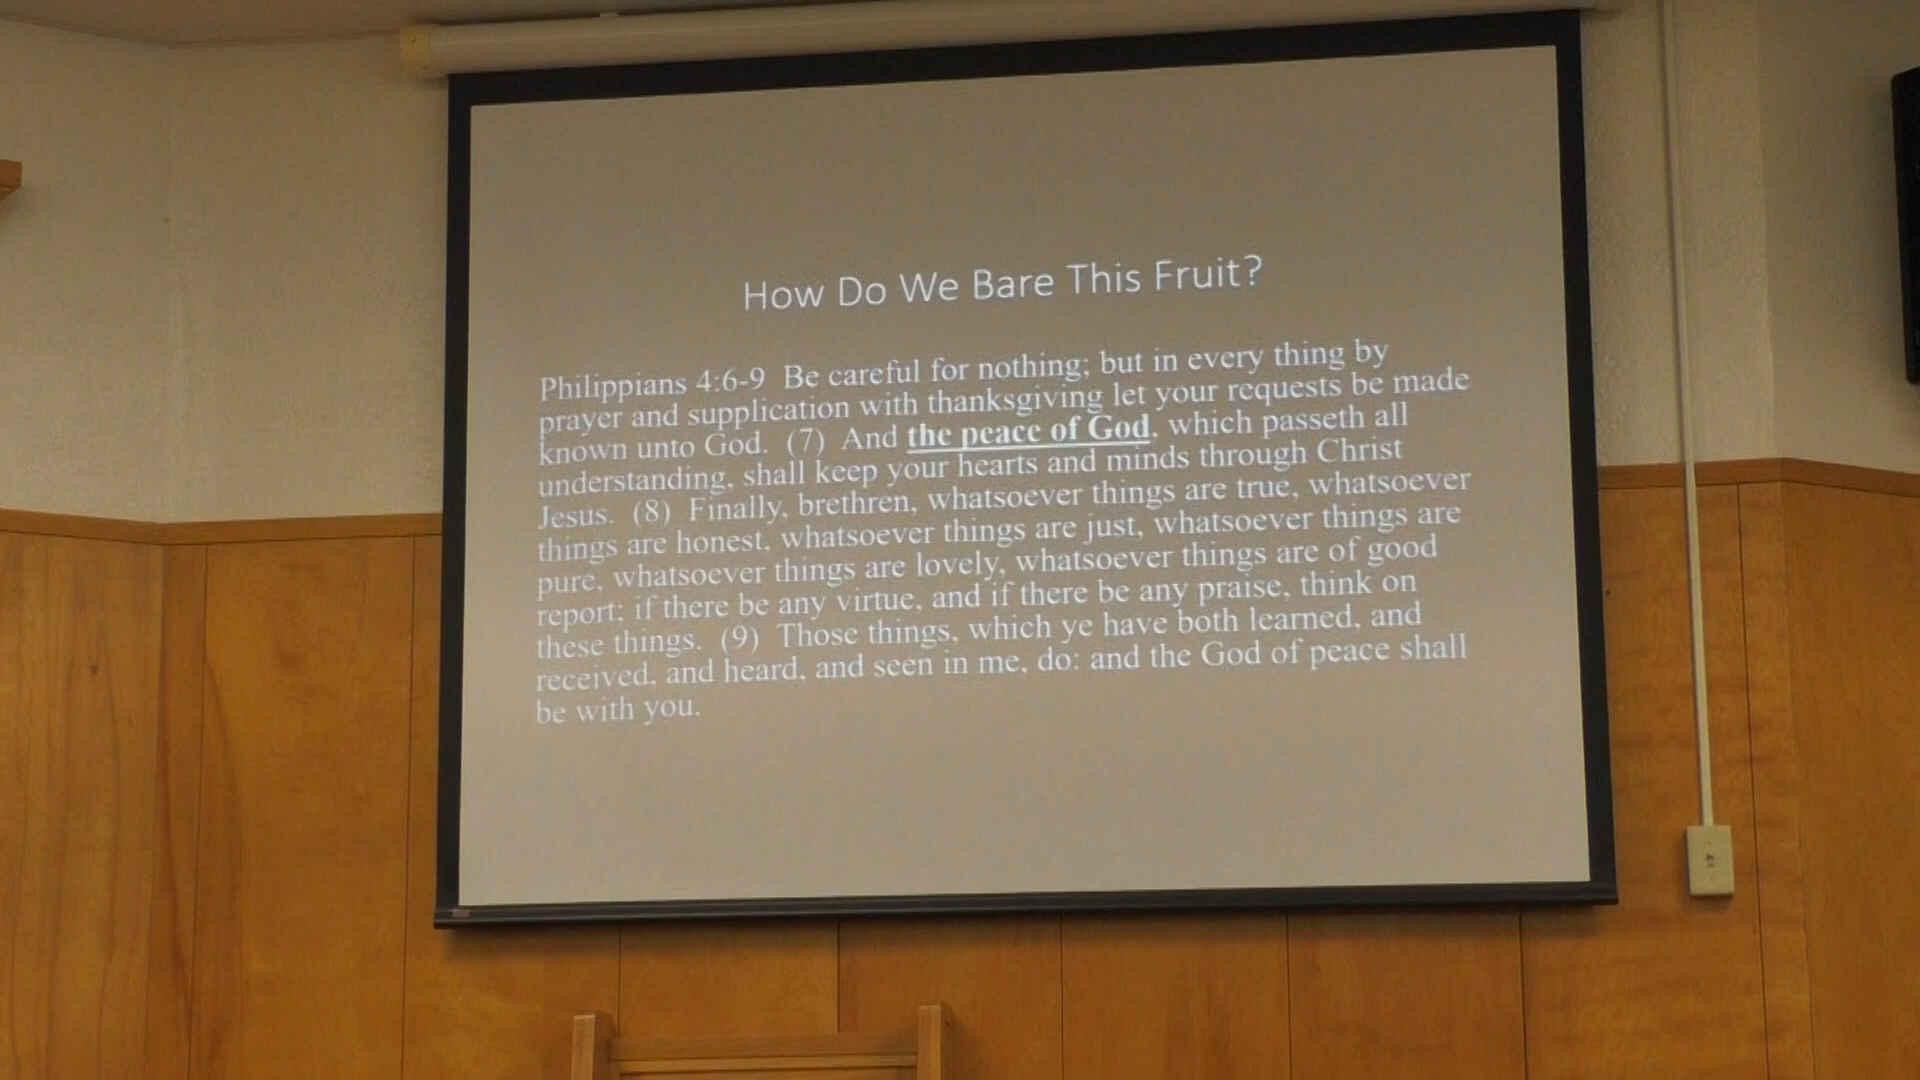 How Do We Bare This Fruit?
Philippians 4:6-9 Be careful for nothing; but in every thing by
prayer and supplication with thanksgiving let your requests be made
known unto God. (7) And the peace of God, which passeth all
understanding, shall keep your hearts and minds through Christ
Jesus. (8) Finally, brethren, whatsoever things are true, whatsoever
things are honest, whatsoever things are just, whatsoever things are
pure, whatsoever things are lovely, whatsoever things are of good
report; if there be any virtue, and if there be any praise, think on
these things. (9) Those things, which ye have both learned, and
received, and heard, and seen in me, do: and the God of peace shall
be with you.